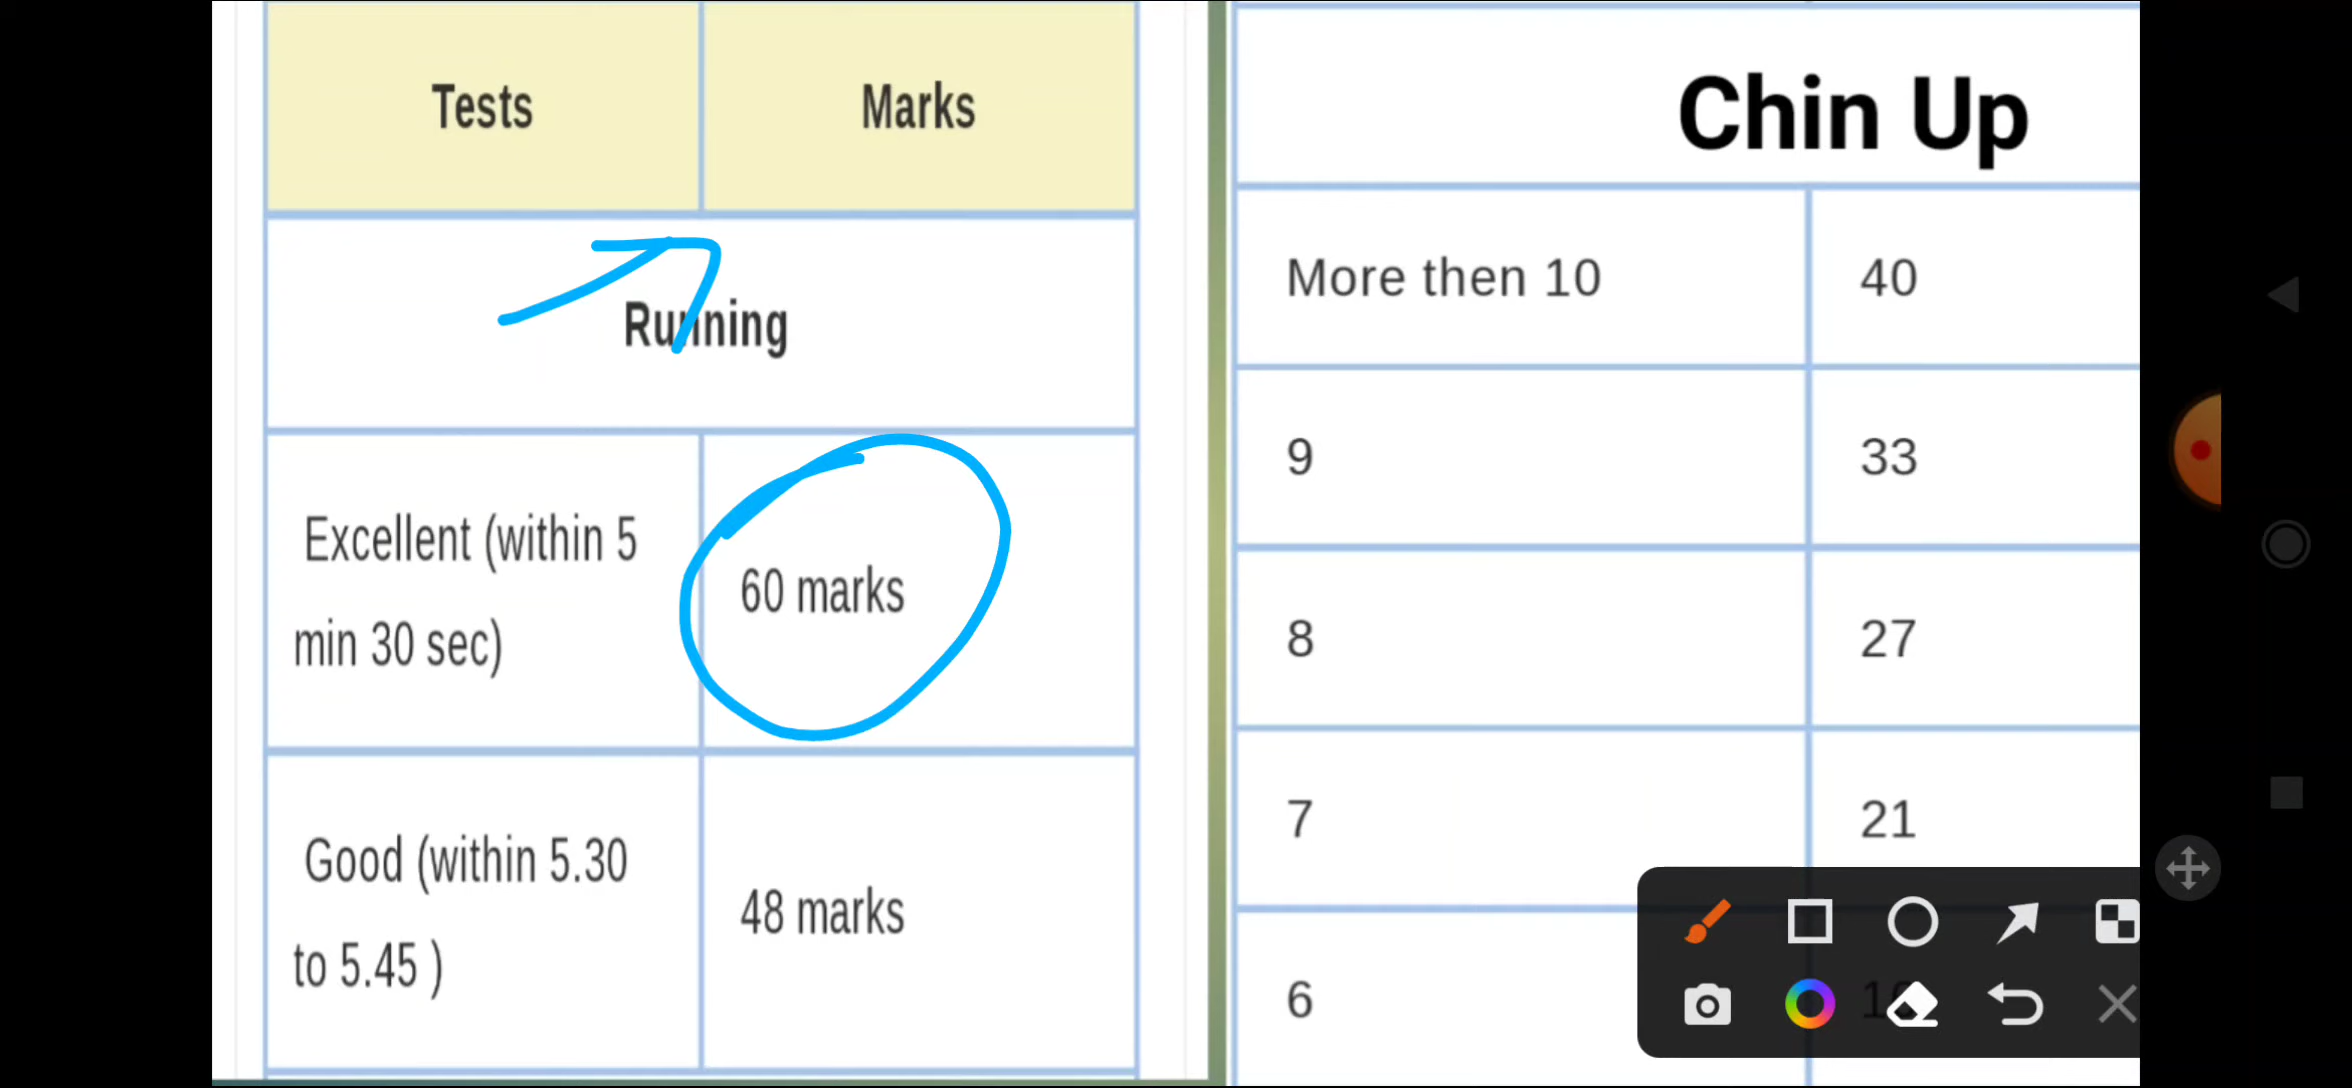 Tests
Marks
Running
Excellent (within 5
min 30 sec)
60 marks
Good (within 5.30
to 5.45 )
48 marks
Chin Up
More then 10
40
9
33
8
27
7
21
6